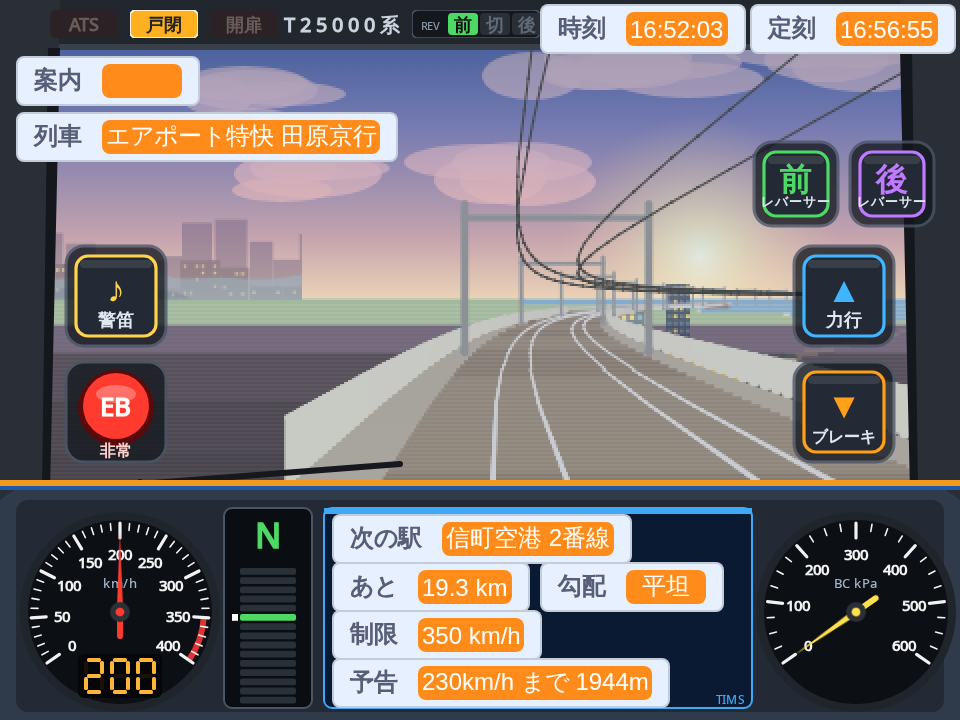 ATS 戸閉 開扉 T25000系 REV 前 切 後 時刻 16:52:03 定刻 16:56:55
案内
列車 エアポート特快 田原京行
前 レバーサー
後 レバーサー
♪ 警笛
▲ 力行
EB 非常
▼ ブレーキ
0 50 100 150 200 250 300 350 400
km/h
200
N
次の駅 信町空港 2番線
あと 19.3 km 勾配 平坦
制限 350 km/h
予告 230km/h まで 1944m
TIMS
0 100 200 300 400 500 600
BC kPa